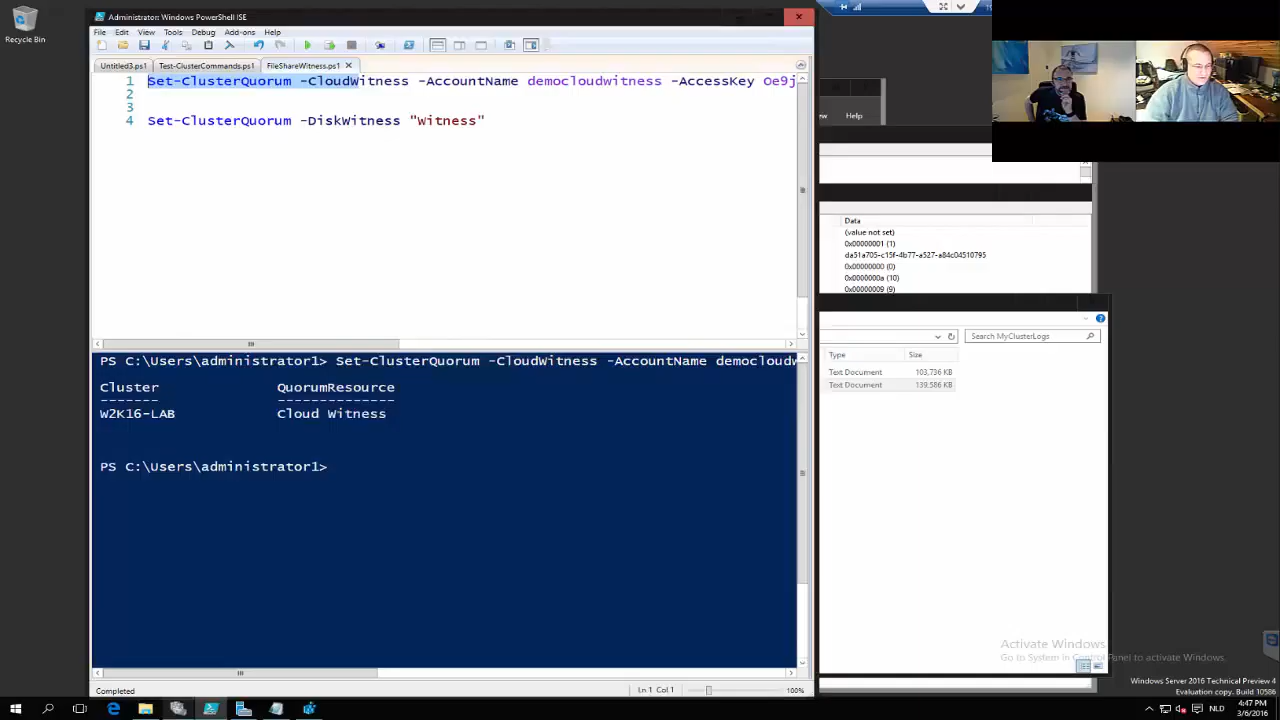 Recycle Bin
Administrator: Windows PowerShell ISE
File Edit View Tools Debug Add-ons Help
Untitled3.ps1 Test-ClusterCommands.ps1 FileShareWitness.ps1
1 Set-ClusterQuorum -CloudWitness -AccountName democloudwitness -AccessKey Oe9j
2
3
4 Set-ClusterQuorum -DiskWitness "Witness"
PS C:\Users\administrator1> Set-ClusterQuorum -CloudWitness -AccountName democloudw
Cluster QuorumResource
------- --------------
W2K16-LAB Cloud Witness
PS C:\Users\administrator1>
Completed
Ln 1 Col 1
100%
Help
Data
(value not set)
0x00000001 (1)
da51a705-c15f-4b77-a527-a84c04510795
0x00000000 (0)
0x0000000a (10)
0x00000009 (9)
Search MyClusterLogs
Type Size
Text Document 103,736 KB
Text Document 139,586 KB
Activate Windows
Go to System in Control Panel to activate Windows.
Windows Server 2016 Technical Preview 4
Evaluation copy. Build 10586
NLD
4:47 PM
3/6/2016